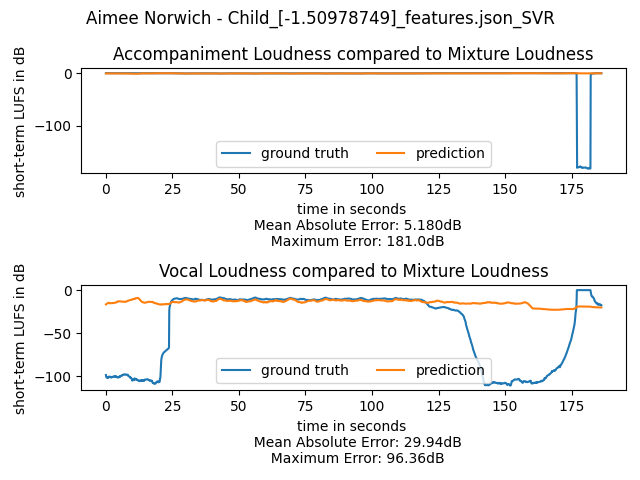 Aimee Norwich - Child_[-1.50978749]_features.json_SVR
Accompaniment Loudness compared to Mixture Loudness
short-term LUFS in dB
0
−100
ground truth
prediction
0
25
50
75
100
125
150
175
time in seconds
Mean Absolute Error: 5.180dB
Maximum Error: 181.0dB
Vocal Loudness compared to Mixture Loudness
short-term LUFS in dB
0
−50
−100
ground truth
prediction
0
25
50
75
100
125
150
175
time in seconds
Mean Absolute Error: 29.94dB
Maximum Error: 96.36dB